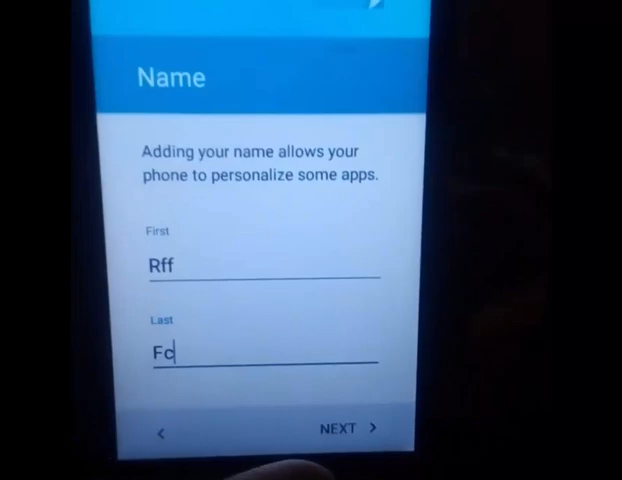 Name
Adding your name allows your
phone to personalize some apps.
First
Rff
Last
Fc
NEXT